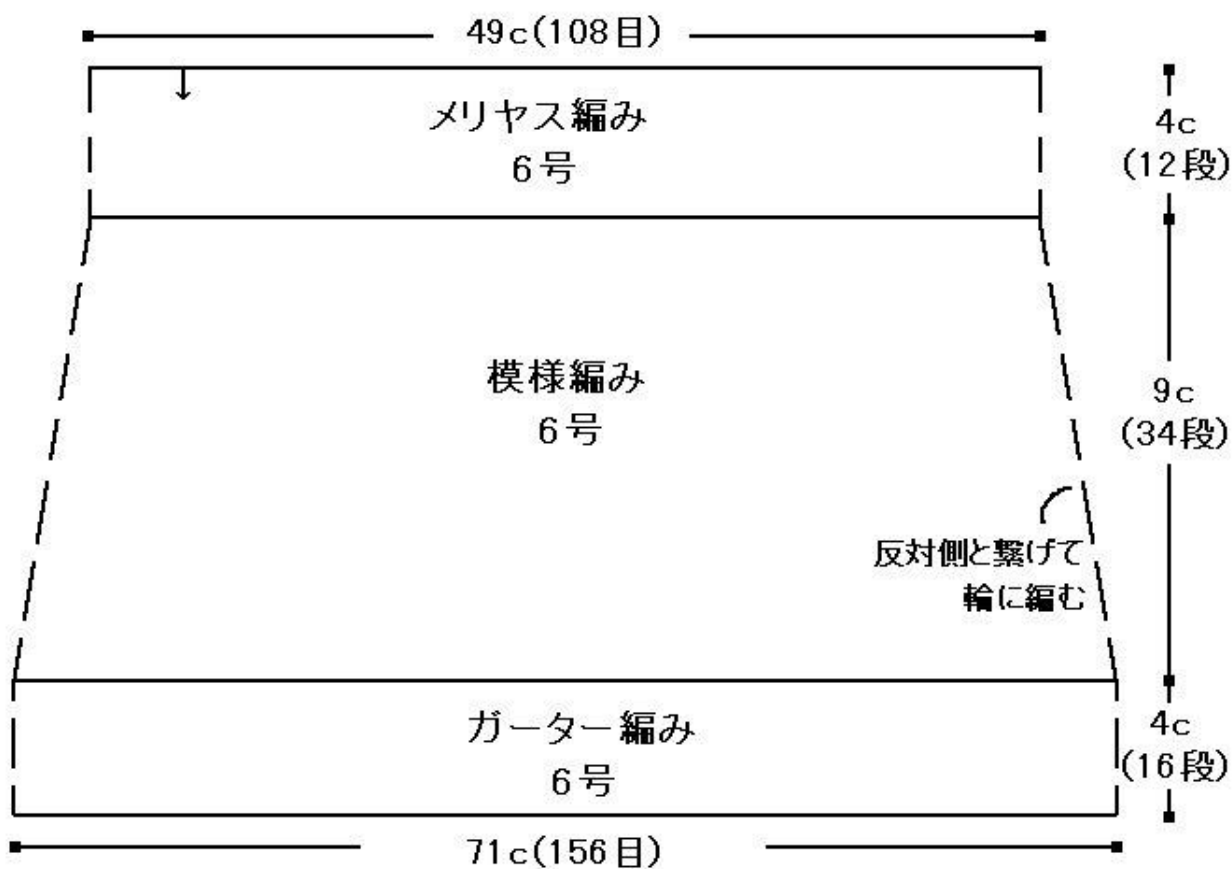 49c(108目)
メリヤス編み
6号
4c
(12段)
模様編み
6号
9c
(34段)
反対側と繋げて
輪に編む
ガーター編み
6号
4c
(16段)
71c(156目)